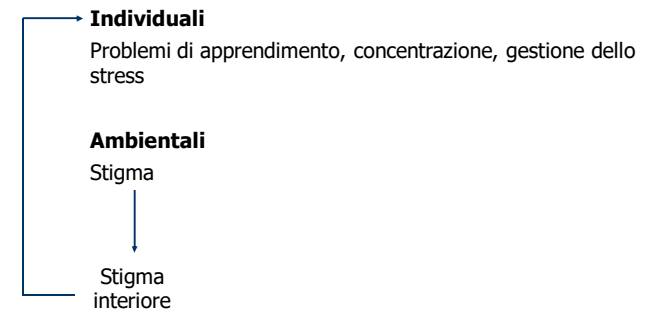 Individuali
Problemi di apprendimento, concentrazione, gestione dello
stress
Ambientali
Stigma
Stigma
interiore